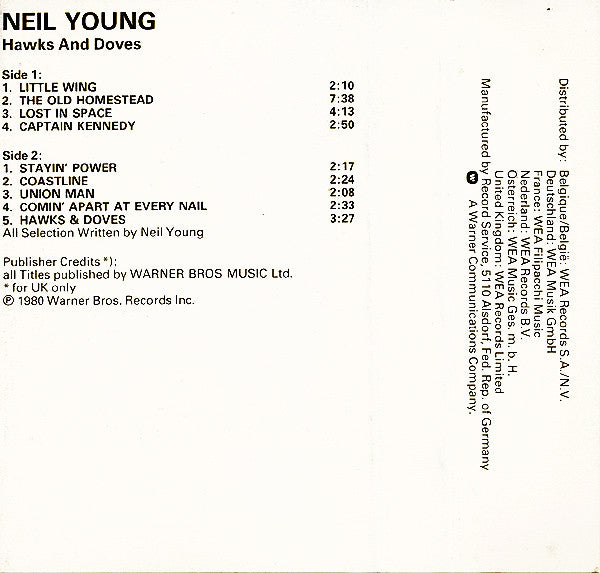 NEIL YOUNG
Hawks And Doves
Side 1:
1. LITTLE WING 2:10
2. THE OLD HOMESTEAD 7:38
3. LOST IN SPACE 4:13
4. CAPTAIN KENNEDY 2:50
Side 2:
1. STAYIN' POWER 2:17
2. COASTLINE 2:24
3. UNION MAN 2:08
4. COMIN' APART AT EVERY NAIL 2:33
5. HAWKS & DOVES 3:27
All Selection Written by Neil Young
Publisher Credits *):
all Titles published by WARNER BROS MUSIC Ltd.
* for UK only
℗ 1980 Warner Bros. Records Inc.
Distributed by: Belgique/België: WEA Records S.A./N.V.
Deutschland: WEA Musik GmbH
France: WEA Filipacchi Music
Nederland: WEA Records B.V.
Österreich: WEA Music Ges. m. b. H.
United Kingdom: WEA Records Limited
Manufactured by Record Service, 5110 Alsdorf, Fed. Rep. of Germany
A Warner Communications Company.